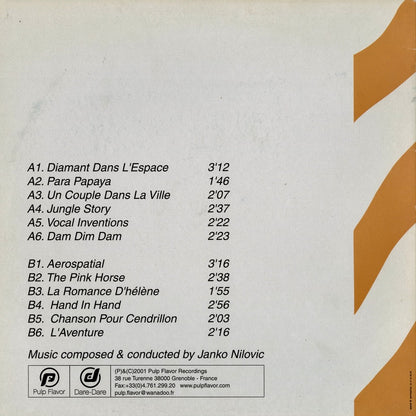 A1. Diamant Dans L'Espace 3'12
A2. Para Papaya 1'46
A3. Un Couple Dans La Ville 2'07
A4. Jungle Story 2'37
A5. Vocal Inventions 2'22
A6. Dam Dim Dam 2'23
B1. Aerospatial 3'16
B2. The Pink Horse 2'38
B3. La Romance D'hélène 1'55
B4. Hand In Hand 2'56
B5. Chanson Pour Cendrillon 2'03
B6. L'Aventure 2'16
Music composed & conducted by Janko Nilovic
Pulp Flavor
Dare-Dare
(P)&(C)2001 Pulp Flavor Recordings
38 rue Turenne 38000 Grenoble - France
Fax:+33(0)4.761.299.20 www.pulpflavor.com
pulp.flavor@wanadoo.fr